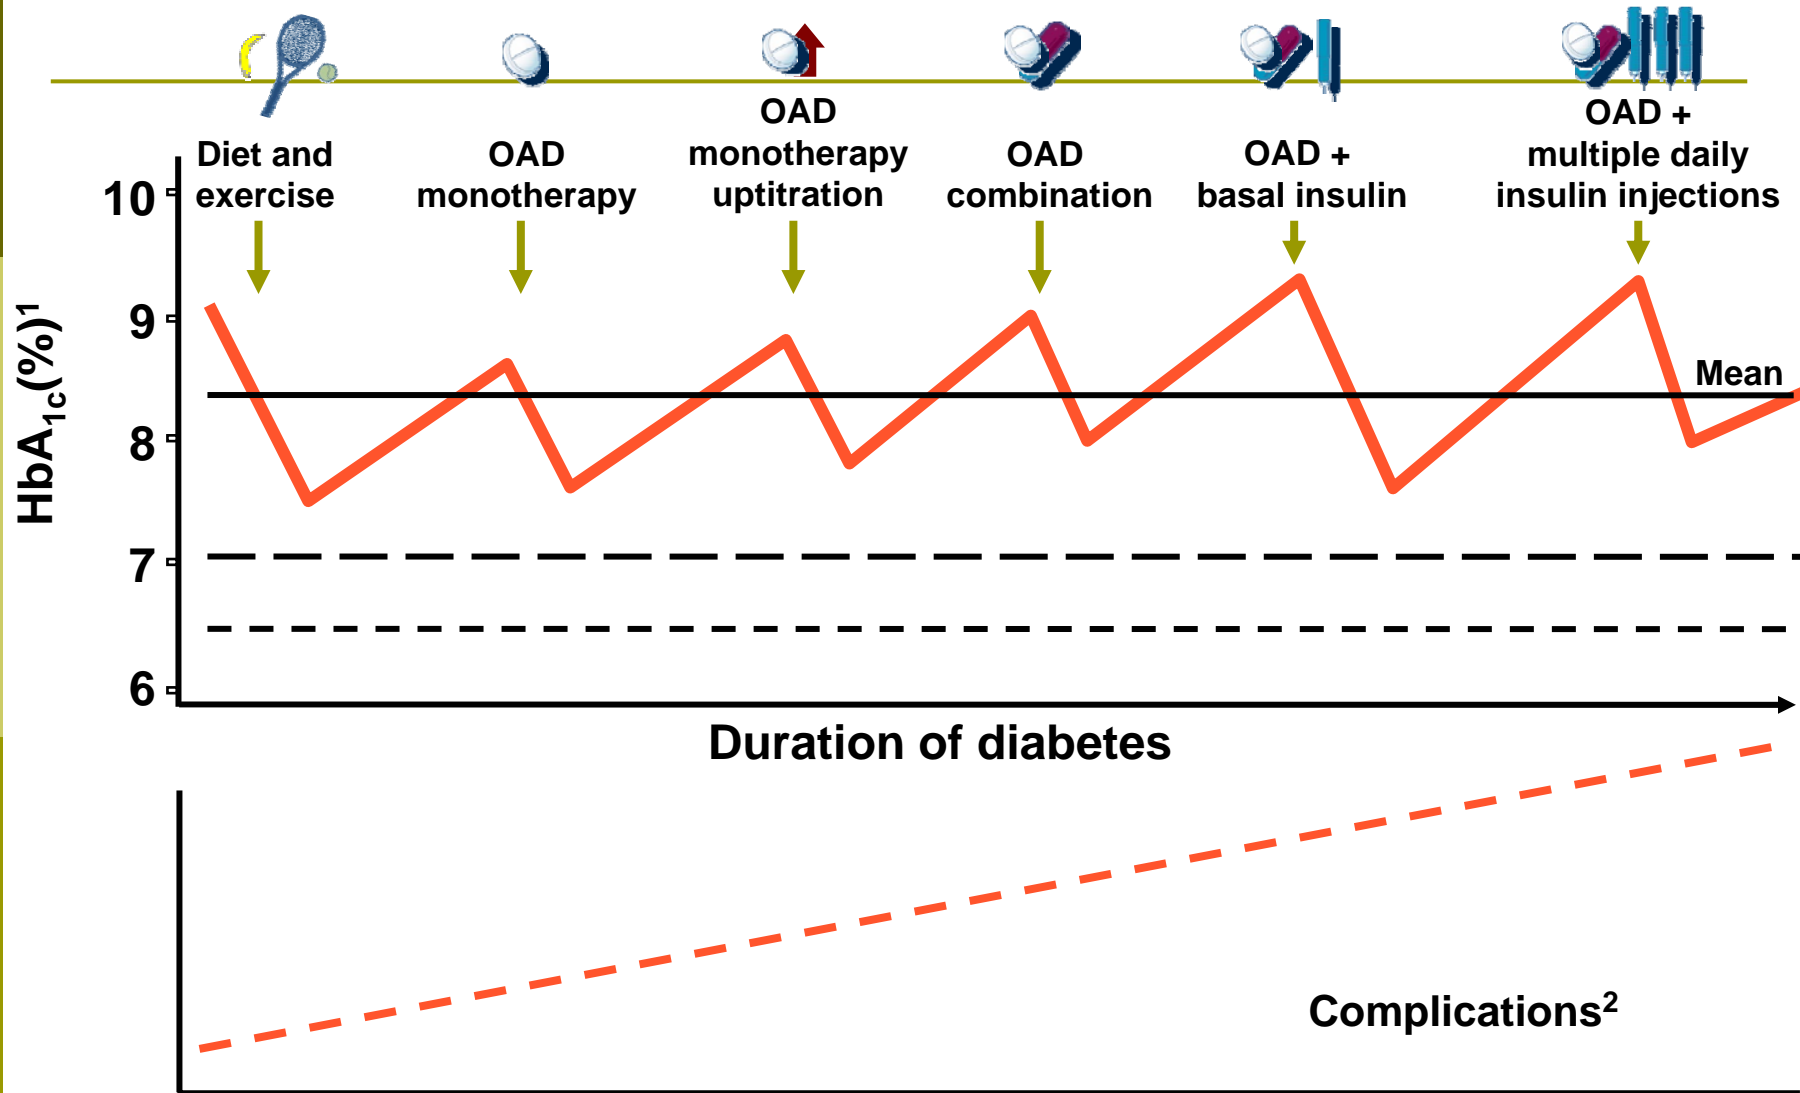 Diet and
exercise
OAD
monotherapy
OAD
monotherapy
uptitration
OAD
combination
OAD +
basal insulin
OAD +
multiple daily
insulin injections
HbA1c(%)1
10
9
8
7
6
Mean
Duration of diabetes
Complications2